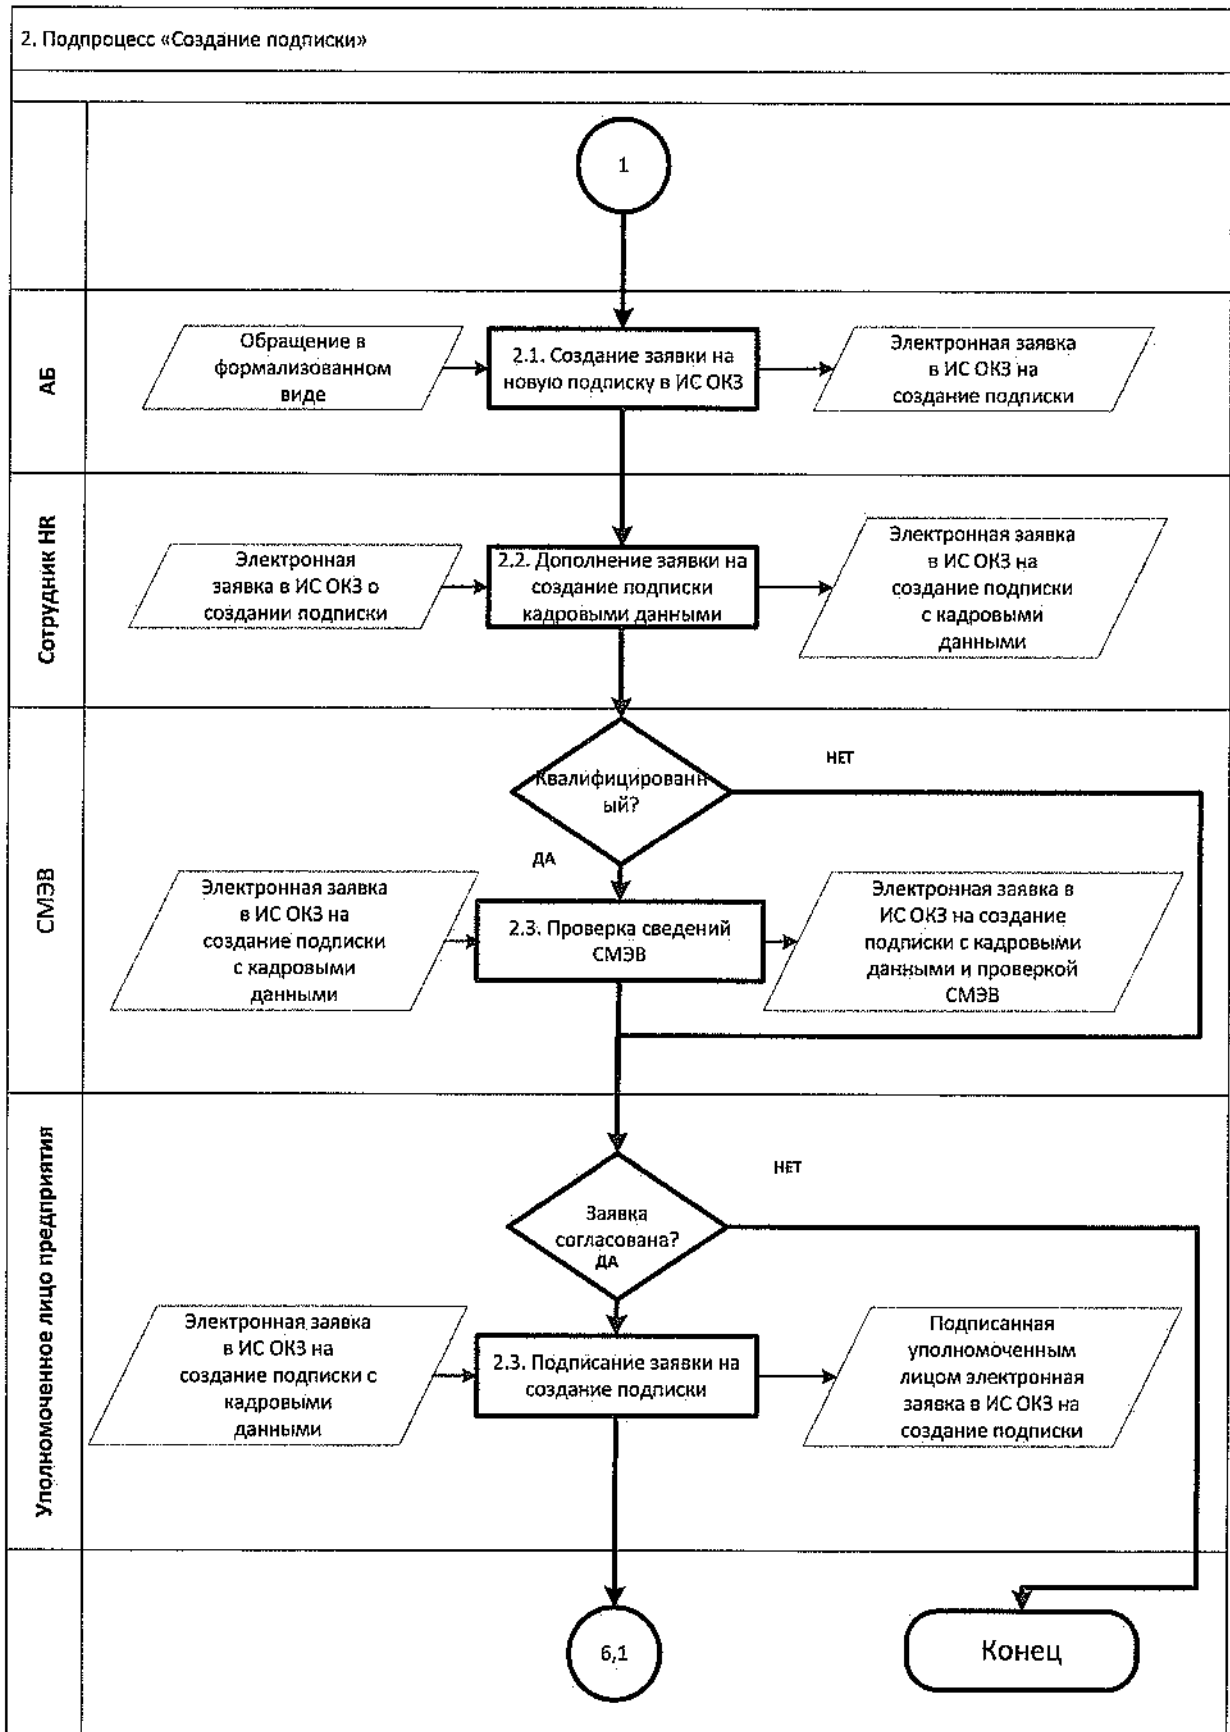 2. Подпроцесс «Создание подписки»
1
АБ
Обращение в
формализованном
виде
2.1. Создание заявки на
новую подписку в ИС ОКЗ
Электронная заявка
в ИС ОКЗ на
создание подписки
Сотрудник HR
Электронная
заявка в ИС ОКЗ о
создании подписки
2.2. Дополнение заявки на
создание подписки
кадровыми данными
Электронная заявка
в ИС ОКЗ на
создание подписки
с кадровыми
данными
СМЭВ
Квалифицированн
ый?
НЕТ
ДА
Электронная заявка
в ИС ОКЗ на
создание подписки
с кадровыми
данными
2.3. Проверка сведений
СМЭВ
Электронная заявка в
ИС ОКЗ на создание
подписки с кадровыми
данными и проверкой
СМЭВ
Уполномоченное лицо предприятия
Заявка
согласована?
НЕТ
ДА
Электронная заявка
в ИС ОКЗ на
создание подписки с
кадровыми
данными
2.3. Подписание заявки на
создание подписки
Подписанная
уполномоченным
лицом электронная
заявка в ИС ОКЗ на
создание подписки
6,1
Конец